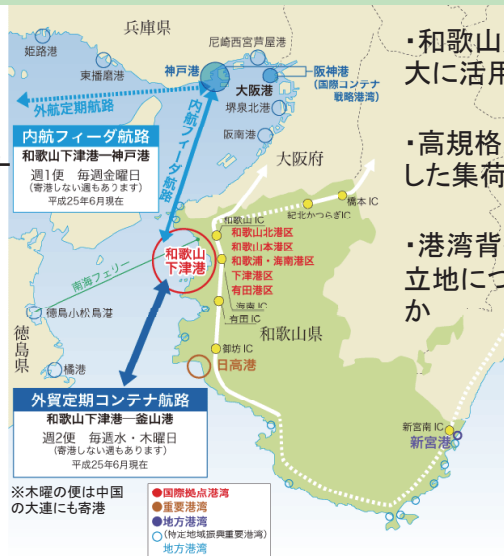 兵庫県
姫路港
東播磨港
尼崎西宮芦屋港
神戸港
大阪港
阪神港
(国際コンテナ
戦略港湾)
堺泉北港
阪南港
大阪府
外航定期航路
内航フィーダ航路
内航フィーダ航路
和歌山下津港―神戸港
週1便 毎週金曜日
(寄港しない週もあります)
平成25年6月現在
・和歌山
大に活用
・高規格
した集荷
・港湾背
立地につ
か
橋本 IC
紀北かつらぎIC
和歌山 IC
和歌山北港区
和歌山本港区
和歌浦・海南港区
下津港区
有田港区
海南 IC
有田 IC
和歌山
下津港
南海フェリー
徳島小松島港
徳島県
橘港
和歌山県
御坊 IC
日高港
外貿定期コンテナ航路
和歌山下津港―釜山港
週2便 毎週水・木曜日
(寄港しない週もあります)
平成25年6月現在
新宮南 IC
新宮港
※木曜の便は中国
の大連にも寄港
●国際拠点港湾
●重要港湾
●地方港湾
○(特定地域振興重要港湾)
地方港湾